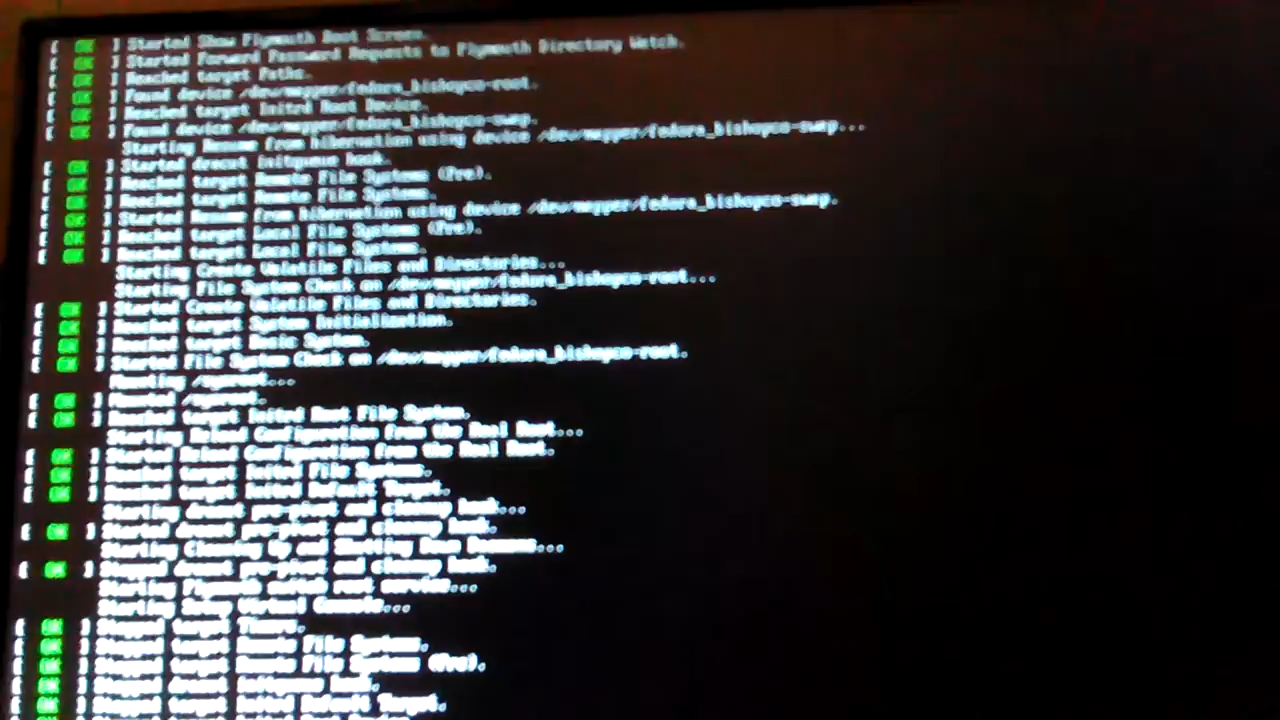 [ OK ] Started Show Plymouth Boot Screen.
[ OK ] Started Forward Password Requests to Plymouth Directory Watch.
[ OK ] Reached target Paths.
[ OK ] Found device /dev/mapper/fedora_bishopco-root.
[ OK ] Reached target Initrd Root Device.
[ OK ] Found device /dev/mapper/fedora_bishopco-swap.
Starting Resume from hibernation using device /dev/mapper/fedora_bishopco-swap...
[ OK ] Started dracut initqueue hook.
[ OK ] Reached target Remote File Systems (Pre).
[ OK ] Reached target Remote File Systems.
[ OK ] Started Resume from hibernation using device /dev/mapper/fedora_bishopco-swap.
[ OK ] Reached target Local File Systems (Pre).
[ OK ] Reached target Local File Systems.
Starting Create Volatile Files and Directories...
Starting File System Check on /dev/mapper/fedora_bishopco-root...
[ OK ] Started Create Volatile Files and Directories.
[ OK ] Reached target System Initialization.
[ OK ] Reached target Basic System.
[ OK ] Started File System Check on /dev/mapper/fedora_bishopco-root.
Mounting /sysroot...
[ OK ] Mounted /sysroot.
[ OK ] Reached target Initrd Root File System.
Starting Reload Configuration from the Real Root...
[ OK ] Started Reload Configuration from the Real Root.
[ OK ] Reached target Initrd File Systems.
[ OK ] Reached target Initrd Default Target.
Starting dracut pre-pivot and cleanup hook...
[ OK ] Started dracut pre-pivot and cleanup hook.
Starting Cleaning Up and Shutting Down Daemons...
[ OK ] Stopped dracut pre-pivot and cleanup hook.
Starting Plymouth switch root service...
Starting Setup Virtual Console...
[ OK ] Stopped target Timers.
[ OK ] Stopped target Remote File Systems.
[ OK ] Stopped target Remote File Systems (Pre).
[ OK ] Stopped dracut initqueue hook.
[ OK ] Stopped target Initrd Default Target.